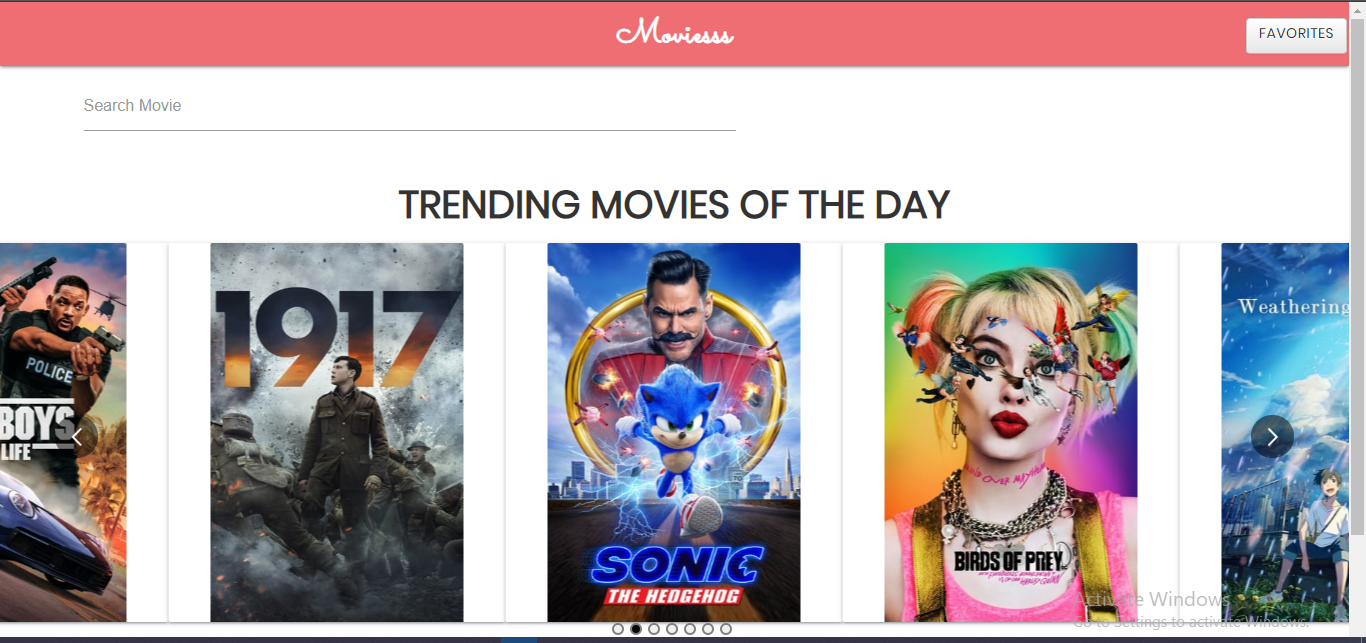 Moviesss
FAVORITES
Search Movie
TRENDING MOVIES OF THE DAY
POLICE
BOYS
LIFE
1917
SONIC
THE HEDGEHOG
BIRDS OF PREY
Weathering
Activate Windows
Go to Settings to activate Windows.